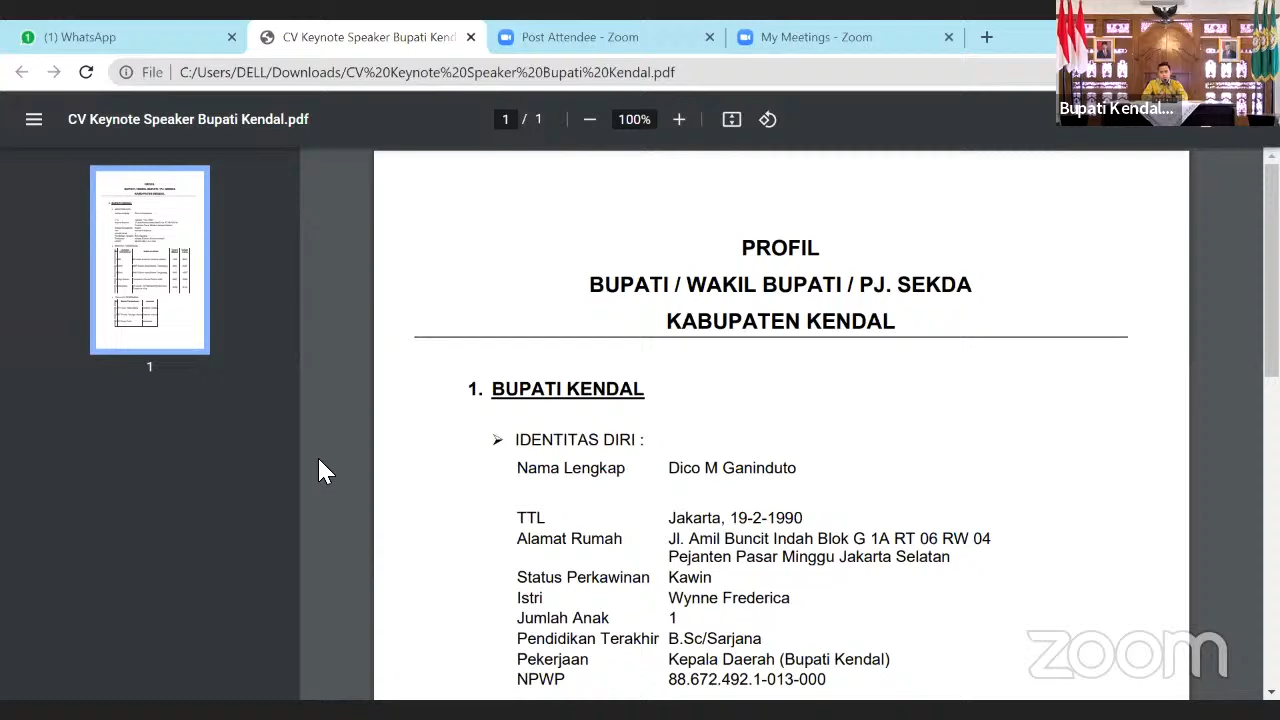 (1) WhatsApp
CV Keynote Speaker Bupati Kend
Post Attendee - Zoom
My Meetings - Zoom
File
C:/Users/DELL/Downloads/CV%20Keynote%20Speaker%20Bupati%20Kendal.pdf
Bupati Kendal...
CV Keynote Speaker Bupati Kendal.pdf
1 / 1
100%
1
PROFIL
BUPATI / WAKIL BUPATI / PJ. SEKDA
KABUPATEN KENDAL
1. BUPATI KENDAL
➢ IDENTITAS DIRI :
Nama Lengkap Dico M Ganinduto
TTL Jakarta, 19-2-1990
Alamat Rumah Jl. Amil Buncit Indah Blok G 1A RT 06 RW 04
Pejanten Pasar Minggu Jakarta Selatan
Status Perkawinan Kawin
Istri Wynne Frederica
Jumlah Anak 1
Pendidikan Terakhir B.Sc/Sarjana
Pekerjaan Kepala Daerah (Bupati Kendal)
NPWP 88.672.492.1-013-000
zoom